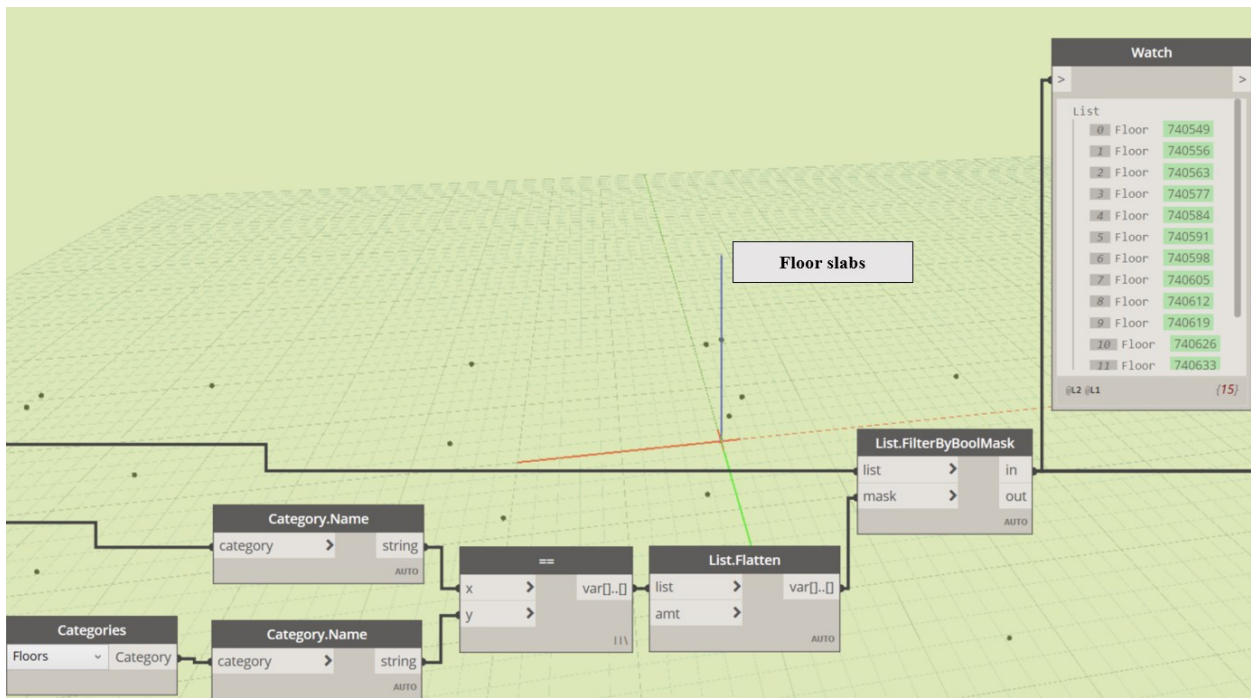 Watch
> >
List
0 Floor 740549
1 Floor 740556
2 Floor 740563
3 Floor 740577
4 Floor 740584
5 Floor 740591
6 Floor 740598
7 Floor 740605
8 Floor 740612
9 Floor 740619
10 Floor 740626
11 Floor 740633
@L2 @L1 {15}
Floor slabs
List.FilterByBoolMask
list > in
mask > out
AUTO
Category.Name
category > string
AUTO
==
x > var[]..[]
y >
|||\
List.Flatten
list > var[]..[]
amt >
AUTO
Categories
Floors Category
Category.Name
category > string
AUTO